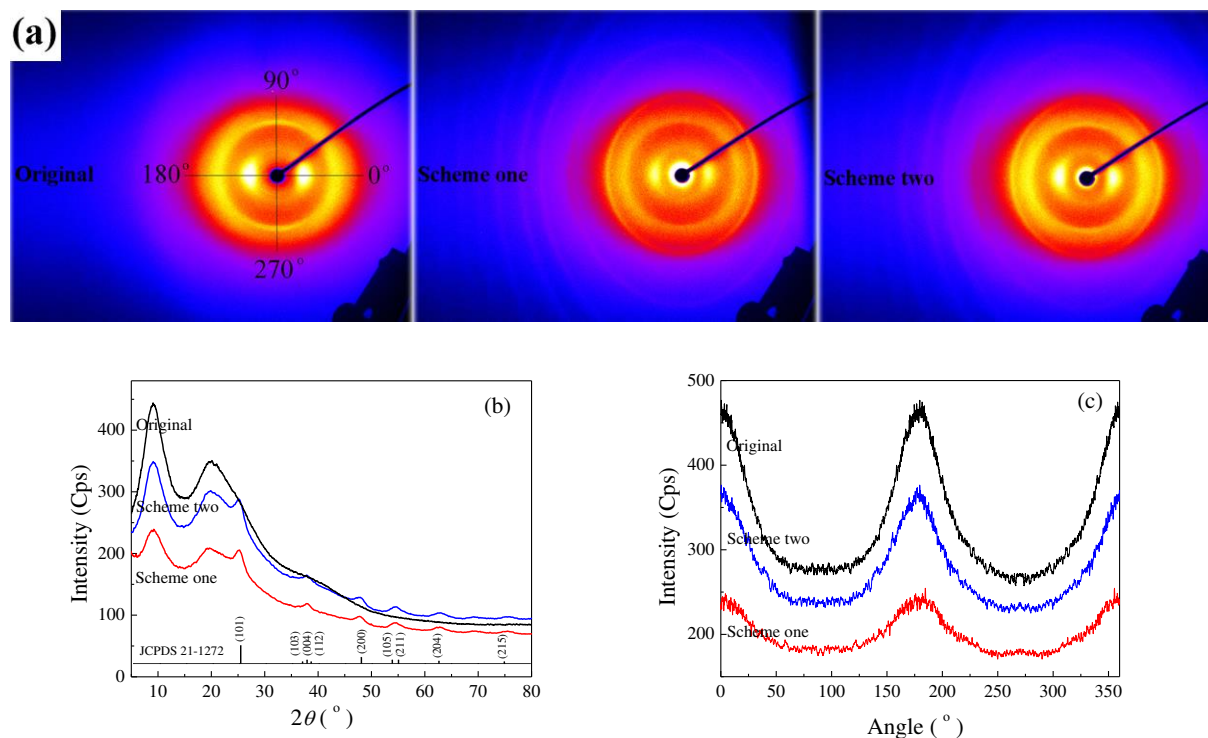 (a)
90°
Original
180°
0°
270°
Scheme one
Scheme two
(b)
Original
Scheme two
Scheme one
(101)
(103)
(004)
(112)
(200)
(105)
(211)
(204)
(215)
JCPDS 21-1272
400
300
200
100
0
10 20 30 40 50 60 70 80
Intensity (Cps)
2θ (°)
(c)
Original
Scheme two
Scheme one
500
400
300
200
0 50 100 150 200 250 300 350
Intensity (Cps)
Angle (°)